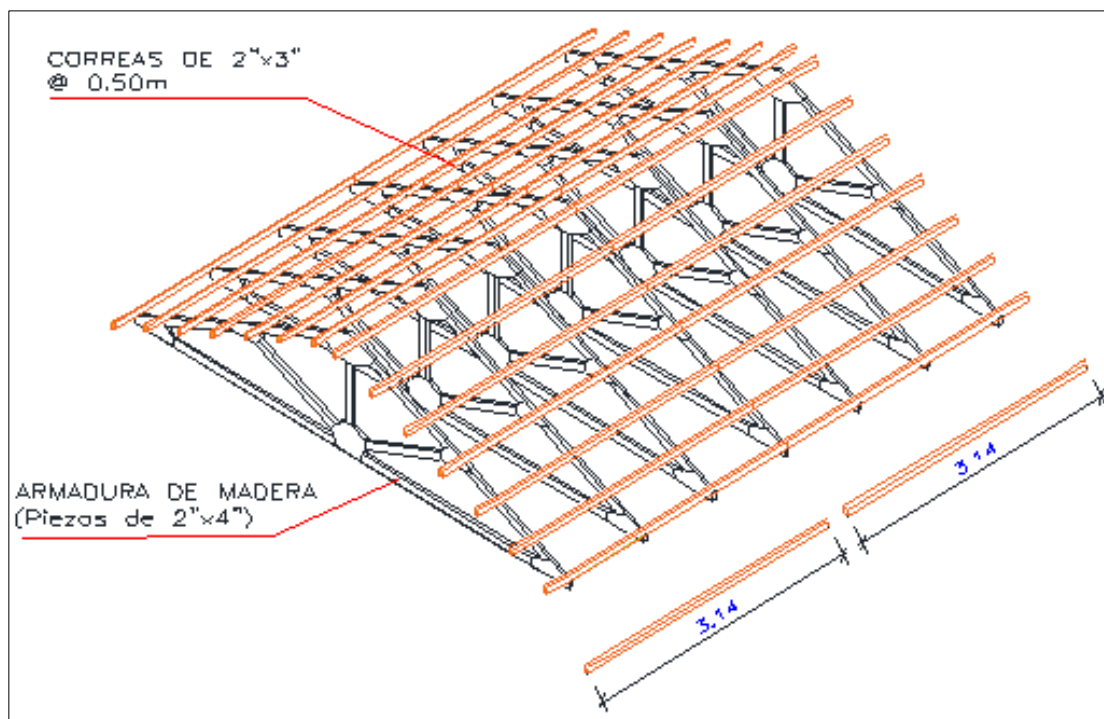 CORREAS DE 2"x3"
@ 0.50m
ARMADURA DE MADERA
(Piezas de 2"x4")
3.14
3.14